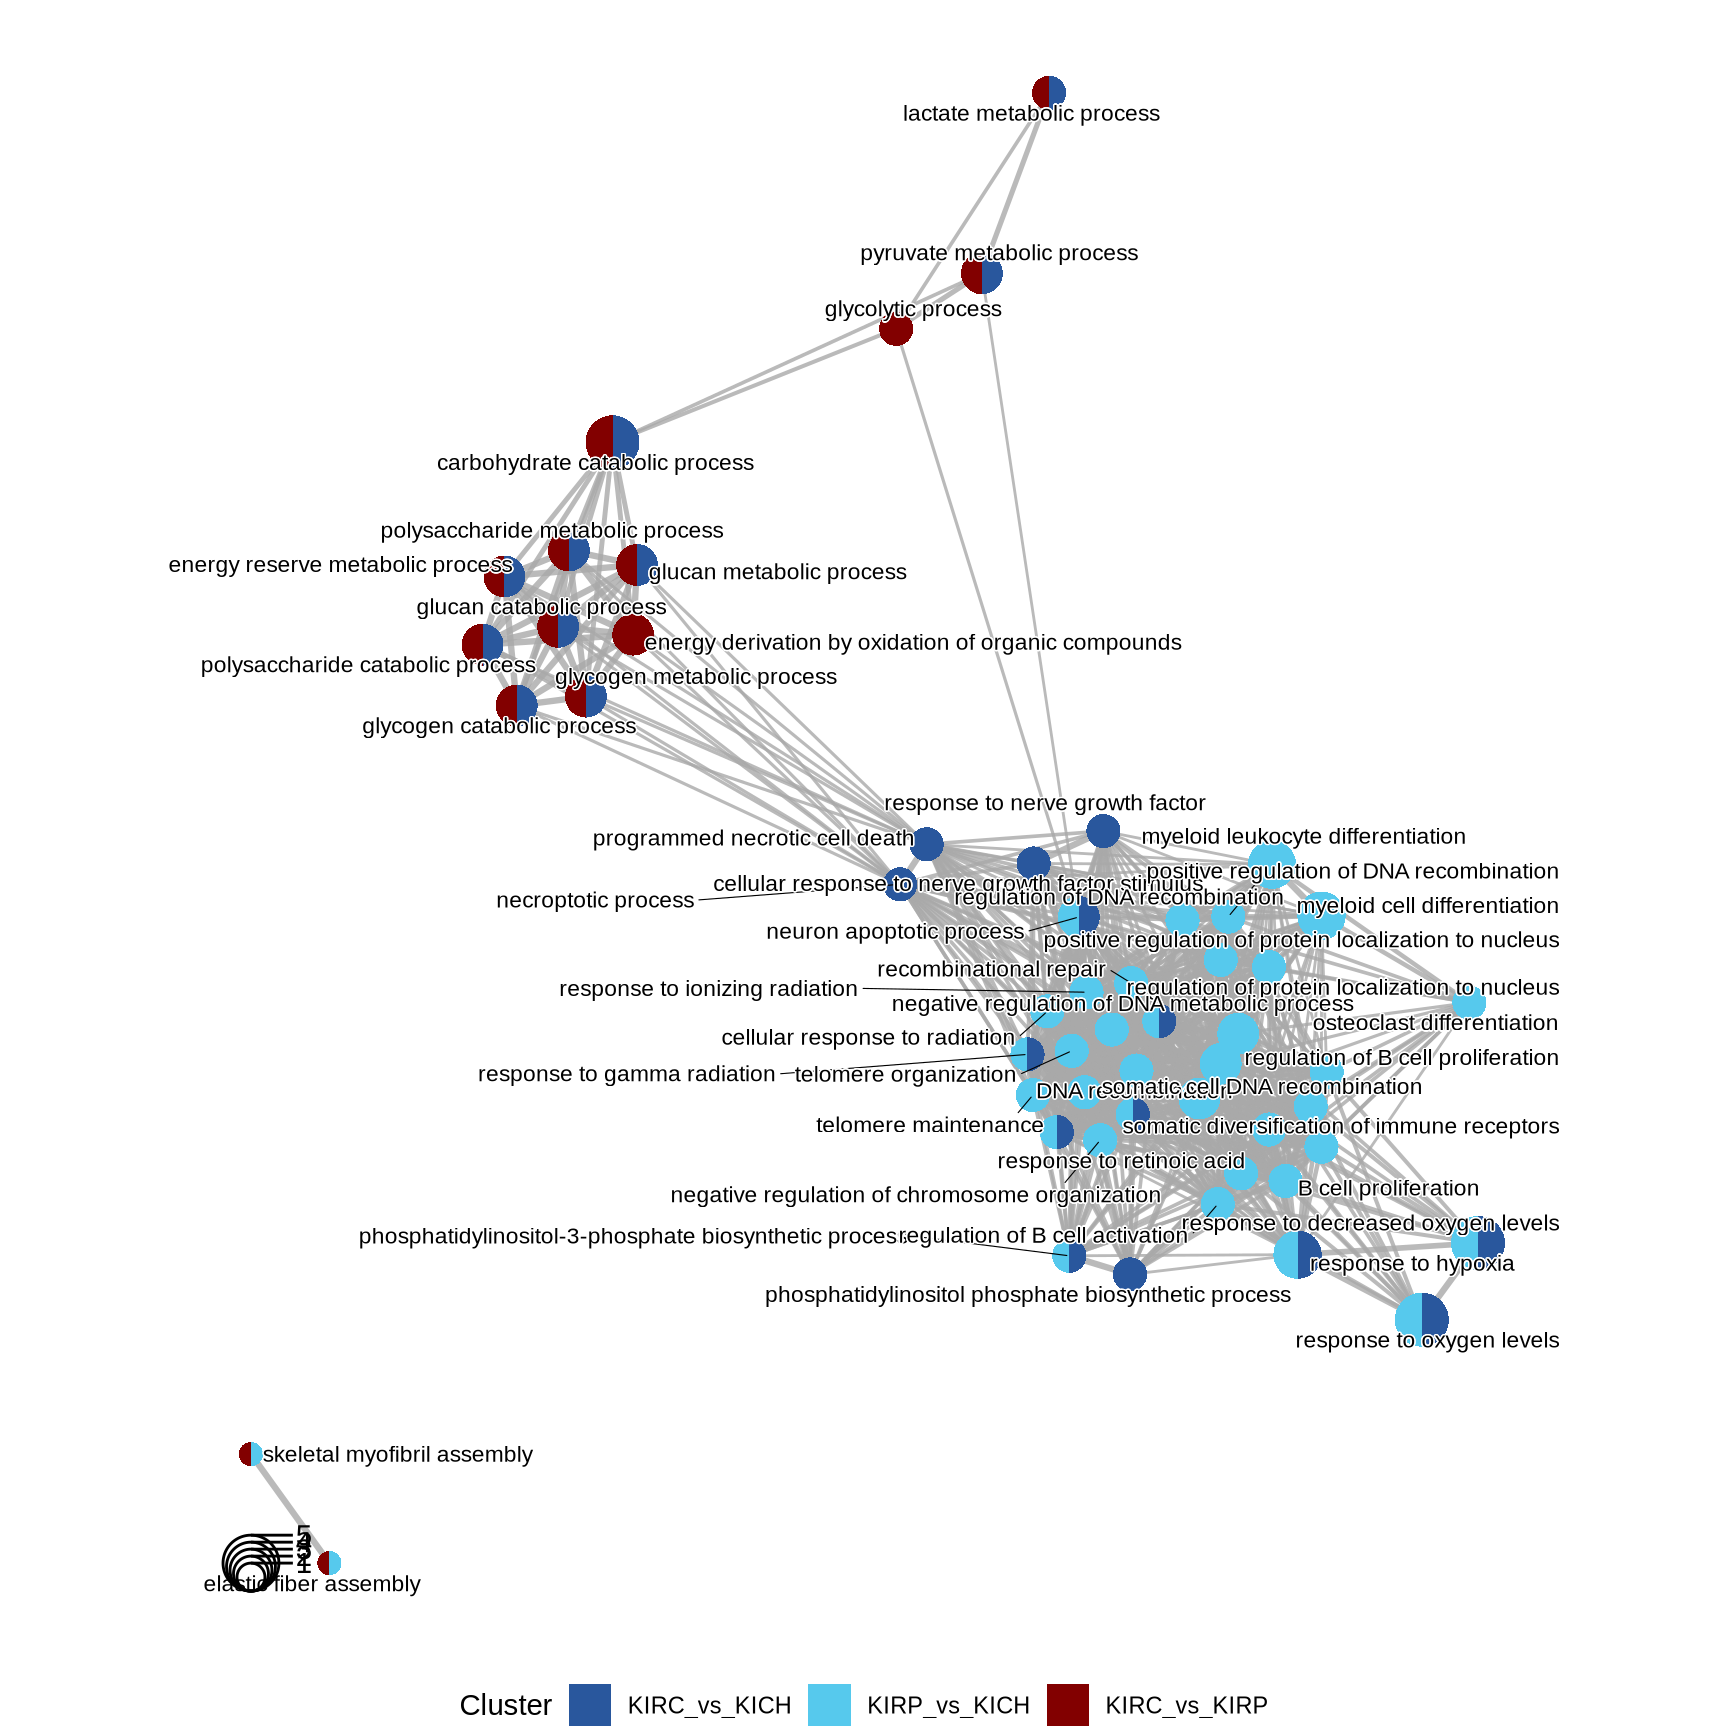 lactate metabolic process
pyruvate metabolic process
glycolytic process
carbohydrate catabolic process
polysaccharide metabolic process
energy reserve metabolic process
glucan metabolic process
glucan catabolic process
energy derivation by oxidation of organic compounds
polysaccharide catabolic process
glycogen metabolic process
glycogen catabolic process
response to nerve growth factor
programmed necrotic cell death
myeloid leukocyte differentiation
positive regulation of DNA recombination
cellular response to nerve growth factor stimulus
necroptotic process
regulation of DNA recombination
myeloid cell differentiation
neuron apoptotic process
positive regulation of protein localization to nucleus
recombinational repair
response to ionizing radiation
regulation of protein localization to nucleus
negative regulation of DNA metabolic process
osteoclast differentiation
cellular response to radiation
regulation of B cell proliferation
response to gamma radiation
telomere organization
DNA recombination
somatic cell DNA recombination
telomere maintenance
somatic diversification of immune receptors
response to retinoic acid
B cell proliferation
negative regulation of chromosome organization
response to decreased oxygen levels
phosphatidylinositol-3-phosphate biosynthetic process
regulation of B cell activation
response to hypoxia
phosphatidylinositol phosphate biosynthetic process
response to oxygen levels
skeletal myofibril assembly
5
4
3
2
1
elastic fiber assembly
Cluster KIRC_vs_KICH KIRP_vs_KICH KIRC_vs_KIRP